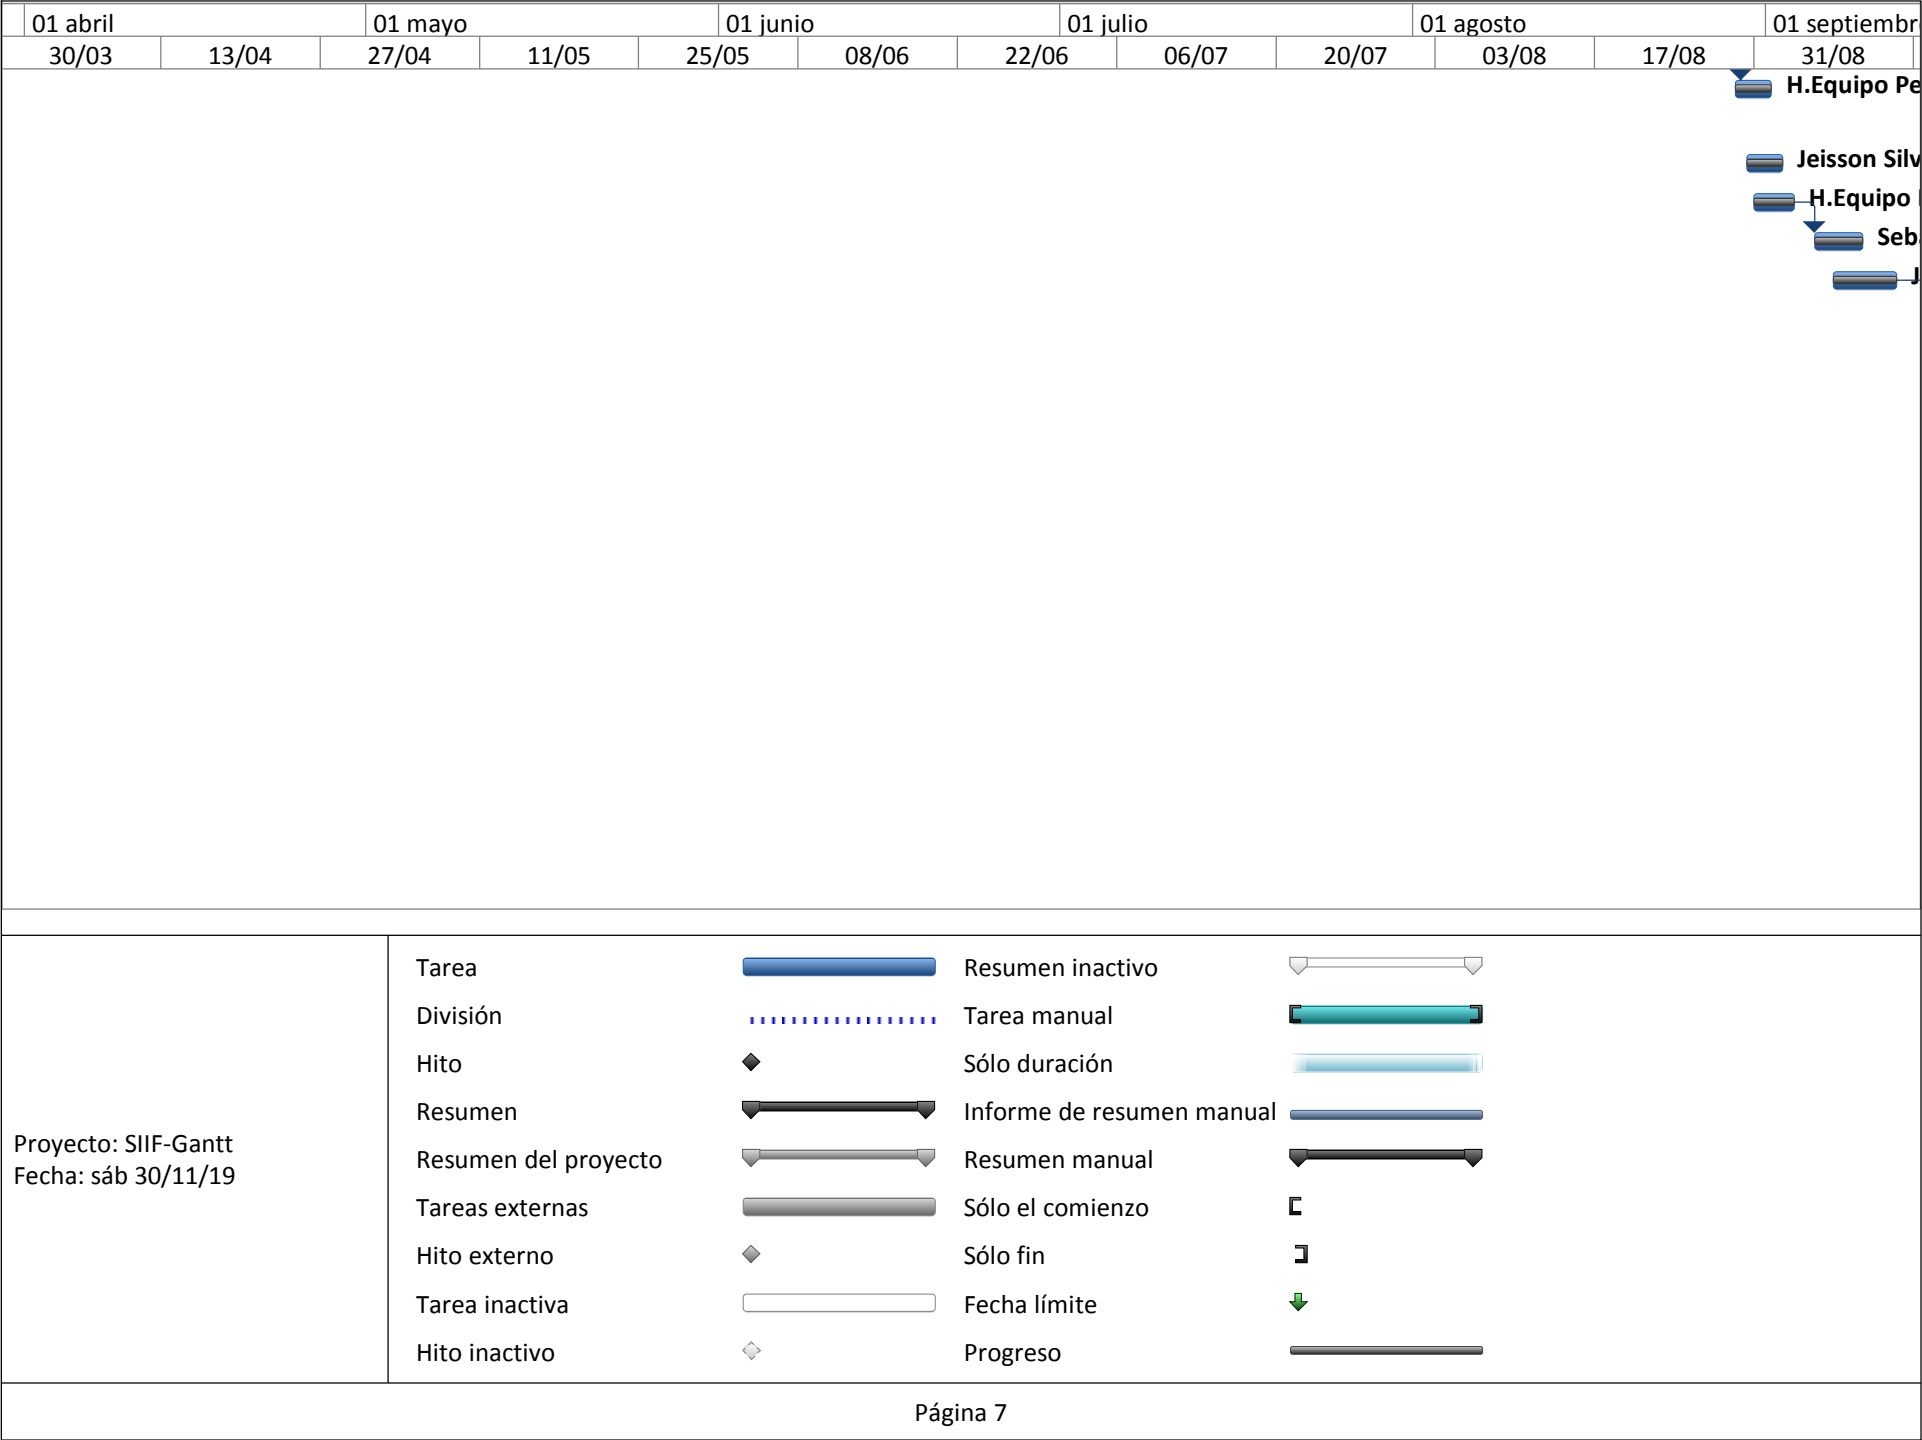 01 abril 01 mayo 01 junio 01 julio 01 agosto 01 septiembr
30/03 13/04 27/04 11/05 25/05 08/06 22/06 06/07 20/07 03/08 17/08 31/08
H.Equipo Pe
Jeisson Silv
H.Equipo
Seb
J
Tarea Resumen inactivo
División Tarea manual
Hito Sólo duración
Resumen Informe de resumen manual
Proyecto: SIIF-Gantt
Fecha: sáb 30/11/19
Resumen del proyecto Resumen manual
Tareas externas Sólo el comienzo
Hito externo Sólo fin
Tarea inactiva Fecha límite
Hito inactivo Progreso
Página 7